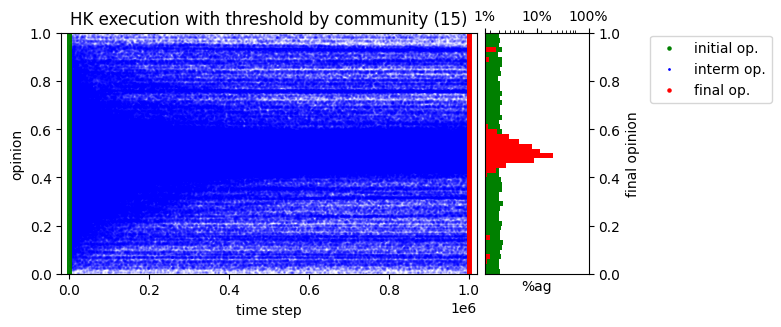 HK execution with threshold by community (15)
1% 10% 100%
initial op.
interm op.
final op.
1.0
0.8
0.6
0.4
0.2
0.0
opinion
0.0 0.2 0.4 0.6 0.8 1.0
1e6
time step
%ag
1.0
0.8
0.6
0.4
0.2
0.0
final opinion